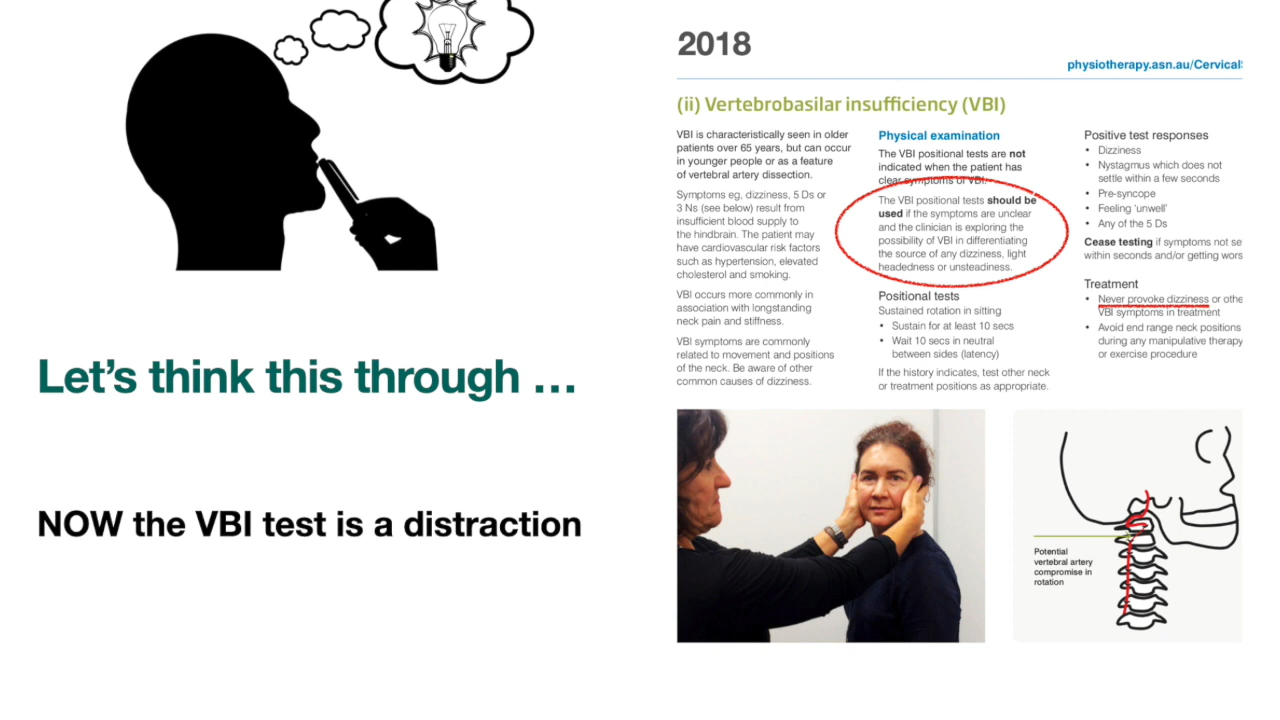 Let's think this through …
NOW the VBI test is a distraction
2018
physiotherapy.asn.au/Cervical
(ii) Vertebrobasilar insufficiency (VBI)
VBI is characteristically seen in older
patients over 65 years, but can occur
in younger people or as a feature
of vertebral artery dissection.
Symptoms eg, dizziness, 5 Ds or
3 Ns (see below) result from
insufficient blood supply to
the hindbrain. The patient may
have cardiovascular risk factors
such as hypertension, elevated
cholesterol and smoking.
VBI occurs more commonly in
association with longstanding
neck pain and stiffness.
VBI symptoms are commonly
related to movement and positions
of the neck. Be aware of other
common causes of dizziness.
Physical examination
The VBI positional tests are not
indicated when the patient has
clear symptoms of VBI.
The VBI positional tests should be
used if the symptoms are unclear
and the clinician is exploring the
possibility of VBI in differentiating
the source of any dizziness, light
headedness or unsteadiness.
Positional tests
Sustained rotation in sitting
• Sustain for at least 10 secs
• Wait 10 secs in neutral
between sides (latency)
If the history indicates, test other neck
or treatment positions as appropriate.
Positive test responses
• Dizziness
• Nystagmus which does not
settle within a few seconds
• Pre-syncope
• Feeling 'unwell'
• Any of the 5 Ds
Cease testing if symptoms not se
within seconds and/or getting wors
Treatment
• Never provoke dizziness or othe
VBI symptoms in treatment
• Avoid end range neck positions
during any manipulative therapy
or exercise procedure
Potential
vertebral artery
compromise in
rotation